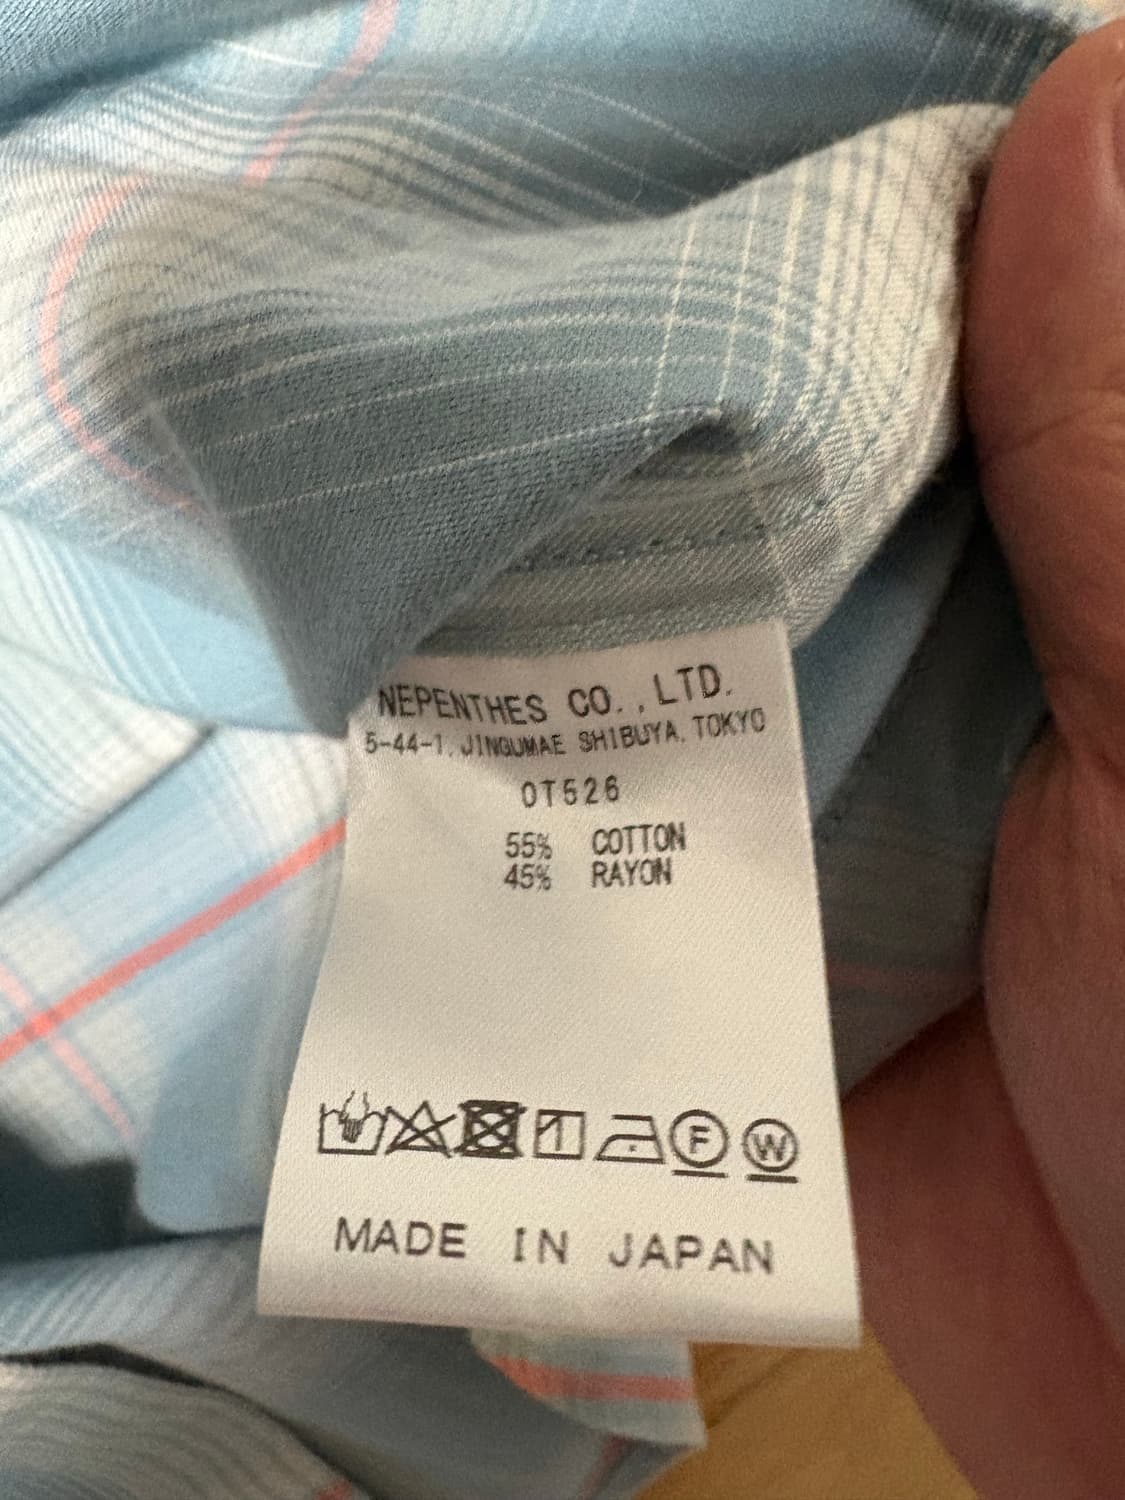 NEPENTHES CO., LTD.
5-44-1, JINGUMAE SHIBUYA, TOKYO
OT526
55% COTTON
45% RAYON
F W
MADE IN JAPAN